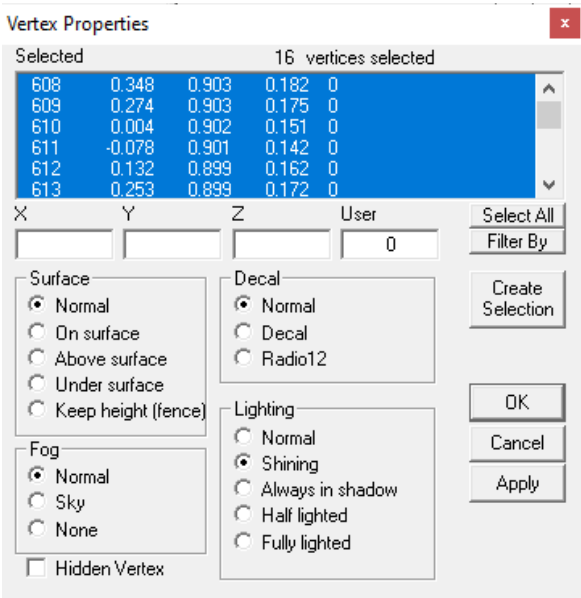 Vertex Properties x
Selected 16 vertices selected
608 0.348 0.903 0.182 0
609 0.274 0.903 0.175 0
610 0.004 0.902 0.151 0
611 -0.078 0.901 0.142 0
612 0.132 0.899 0.162 0
613 0.253 0.899 0.172 0
X Y Z User Select All
0 Filter By
Surface Decal Create
Normal Normal Selection
On surface Decal
Above surface Radio12
Under surface
Keep height (fence) Lighting OK
Fog Normal Cancel
Normal Shining
Sky Always in shadow Apply
None Half lighted
Fully lighted
Hidden Vertex